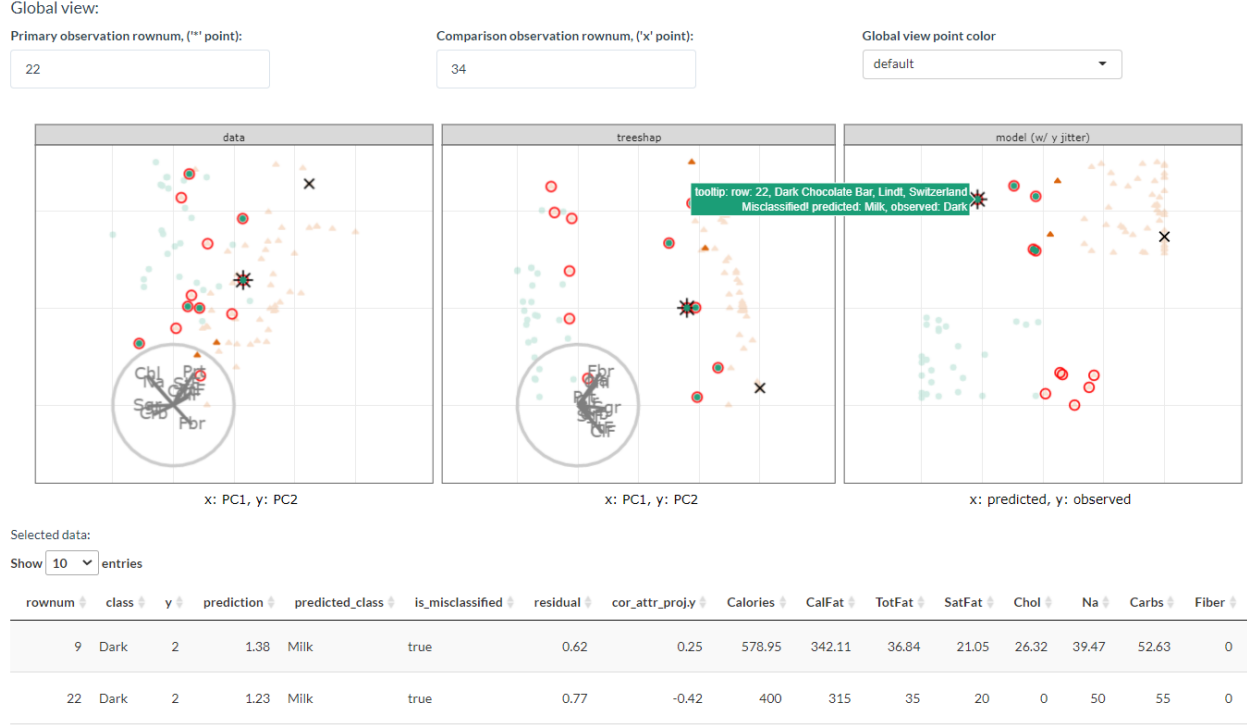 Global view:
Primary observation rownum, ('*' point):
Comparison observation rownum, ('x' point):
Global view point color
22
34
default
data
treeshap
model (w/ y jitter)
tooltip: row: 22, Dark Chocolate Bar, Lindt, Switzerland
Misclassified! predicted: Milk, observed: Dark
Chl
Na
Prt
Fbr
Fbr
x: PC1, y: PC2
x: PC1, y: PC2
x: predicted, y: observed
Selected data:
Show 10 entries
rownum class y prediction predicted_class is_misclassified residual cor_attr_proj.y Calories CalFat TotFat SatFat Chol Na Carbs Fiber
9 Dark 2 1.38 Milk true 0.62 0.25 578.95 342.11 36.84 21.05 26.32 39.47 52.63 0
22 Dark 2 1.23 Milk true 0.77 -0.42 400 315 35 20 0 50 55 0